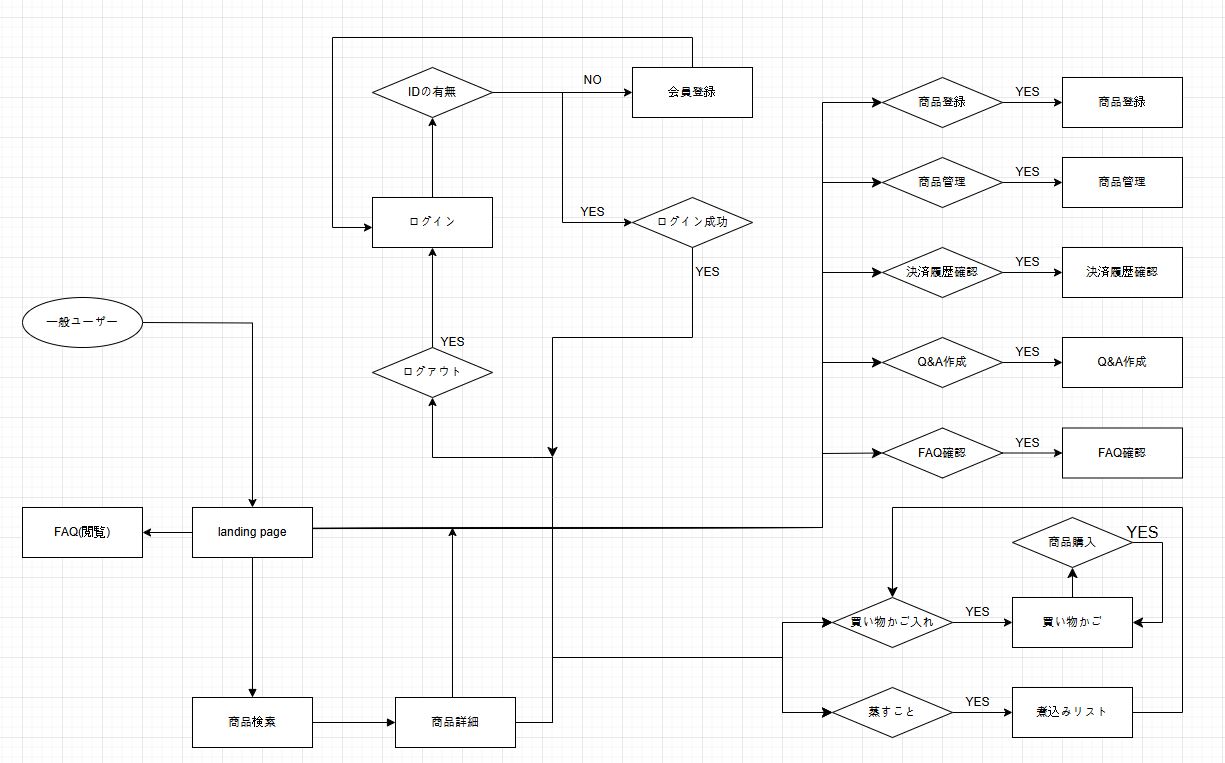 IDの有無
NO
会員登録
ログイン
YES
ログイン成功
YES
一般ユーザー
YES
ログアウト
FAQ(閲覧)
landing page
商品検索
商品詳細
商品登録
YES
商品登録
商品管理
YES
商品管理
決済履歴確認
YES
決済履歴確認
Q&A作成
YES
Q&A作成
FAQ確認
YES
FAQ確認
商品購入
YES
買い物かご入れ
YES
買い物かご
蒸すこと
YES
煮込みリスト